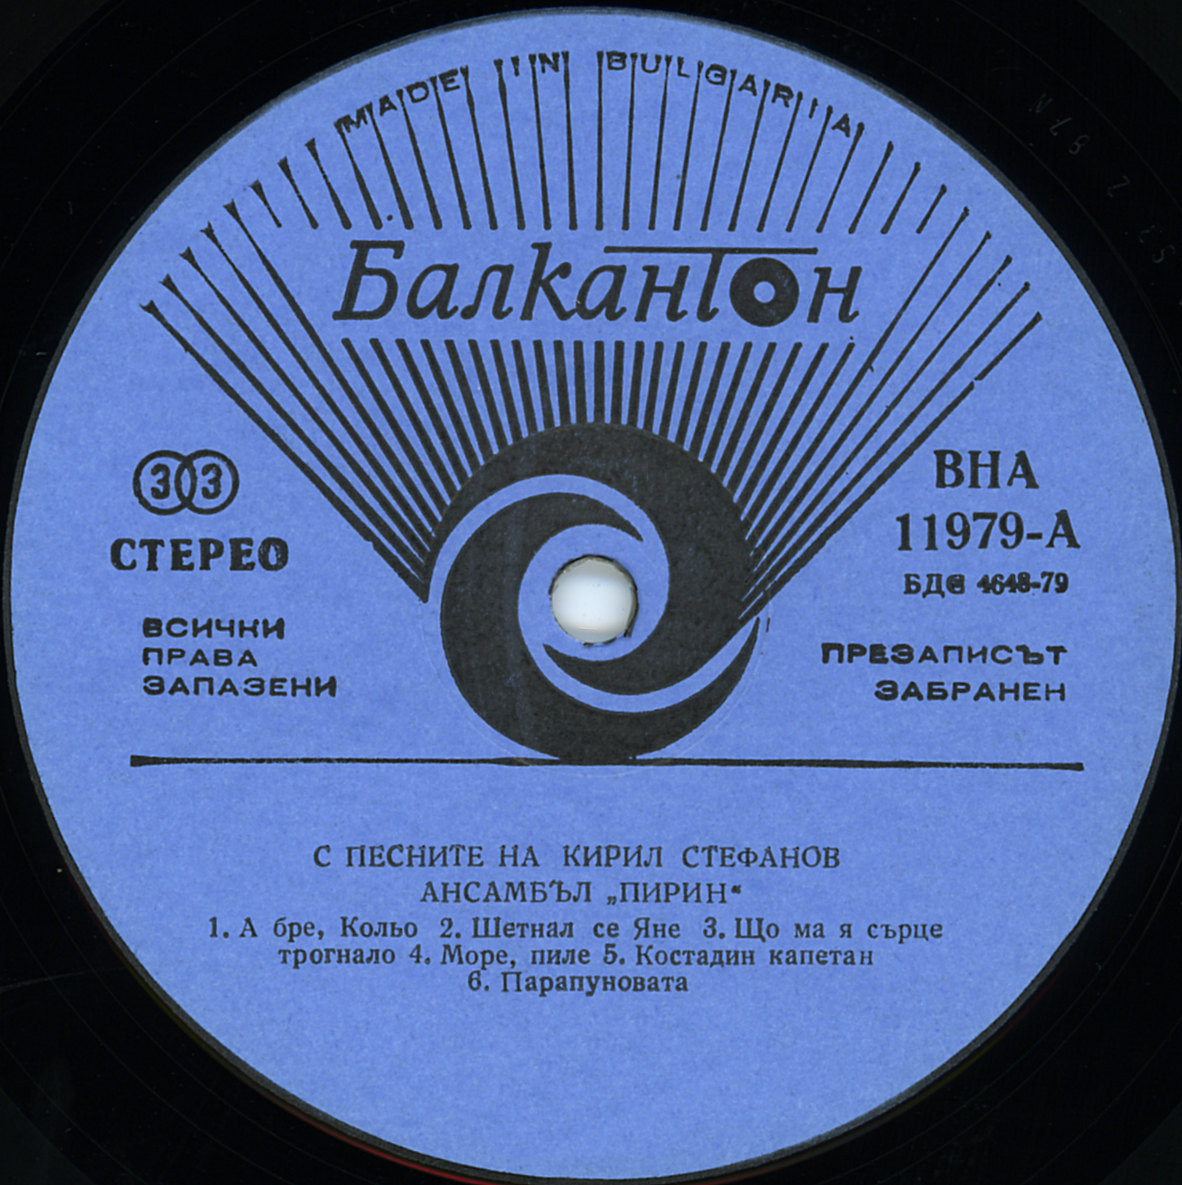 MADE IN BULGARIA
Балкантон
33
СТЕРЕО
ВСИЧКИ
ПРАВА
ЗАПАЗЕНИ
ВНА
11979-А
БДС 4648-79
ПРЕЗАПИСЪТ
ЗАБРАНЕН
С ПЕСНИТЕ НА КИРИЛ СТЕФАНОВ
АНСАМБЪЛ „ПИРИН“
1. А бре, Кольо 2. Шетнал се Яне 3. Що ма я сърце
трогнало 4. Море, пиле 5. Костадин капетан
6. Парапуновата